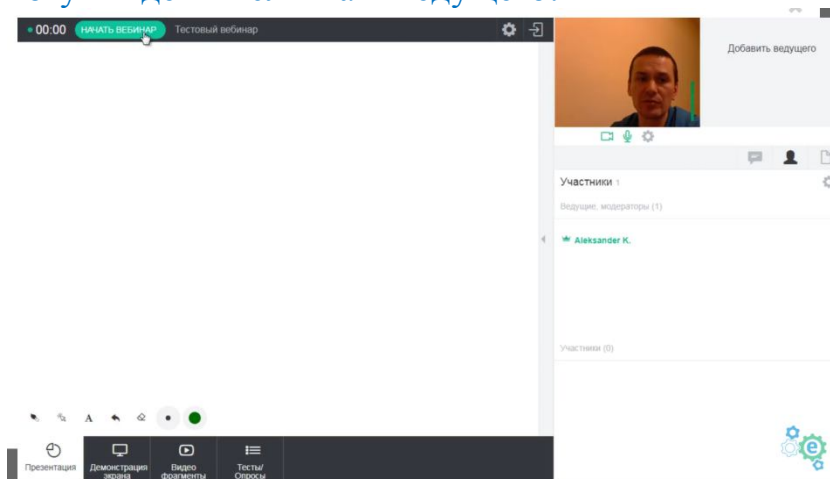 00:00 НАЧАТЬ ВЕБИНАР Тестовый вебинар
Добавить ведущего
Участники 1
Ведущие, модераторы (1)
Aleksander K.
Участники (0)
A
Презентация
Демонстрация
экрана
Видео
фрагменты
Тесты/
Опросы
e